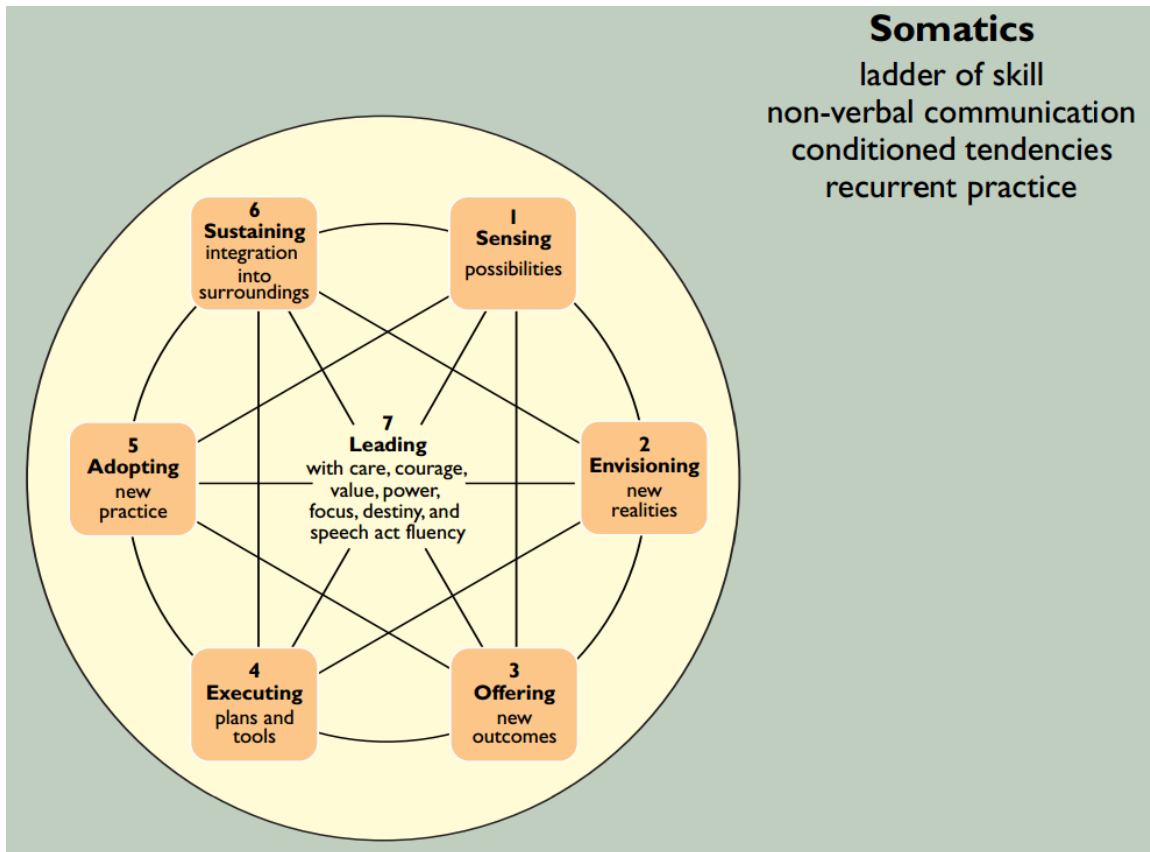 Somatics
ladder of skill
non-verbal communication
conditioned tendencies
recurrent practice
1
Sensing
possibilities
2
Envisioning
new
realities
3
Offering
new
outcomes
4
Executing
plans and
tools
5
Adopting
new
practice
6
Sustaining
integration
into
surroundings
7
Leading
with care, courage,
value, power,
focus, destiny, and
speech act fluency